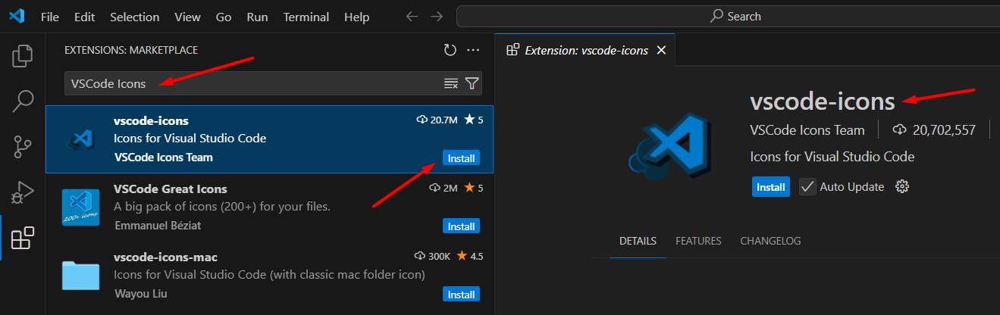 File Edit Selection View Go Run Terminal Help
Search
EXTENSIONS: MARKETPLACE
VSCode Icons
vscode-icons 20.7M 5
Icons for Visual Studio Code
VSCode Icons Team Install
VSCode Great Icons 2M 5
A big pack of icons (200+) for your files.
200+ icons
Emmanuel Béziat Install
vscode-icons-mac 300K 4.5
Icons for Visual Studio Code (with classic mac folder icon)
Wayou Liu Install
Extension: vscode-icons
vscode-icons
VSCode Icons Team 20,702,557
Icons for Visual Studio Code
Install Auto Update
DETAILS FEATURES CHANGELOG